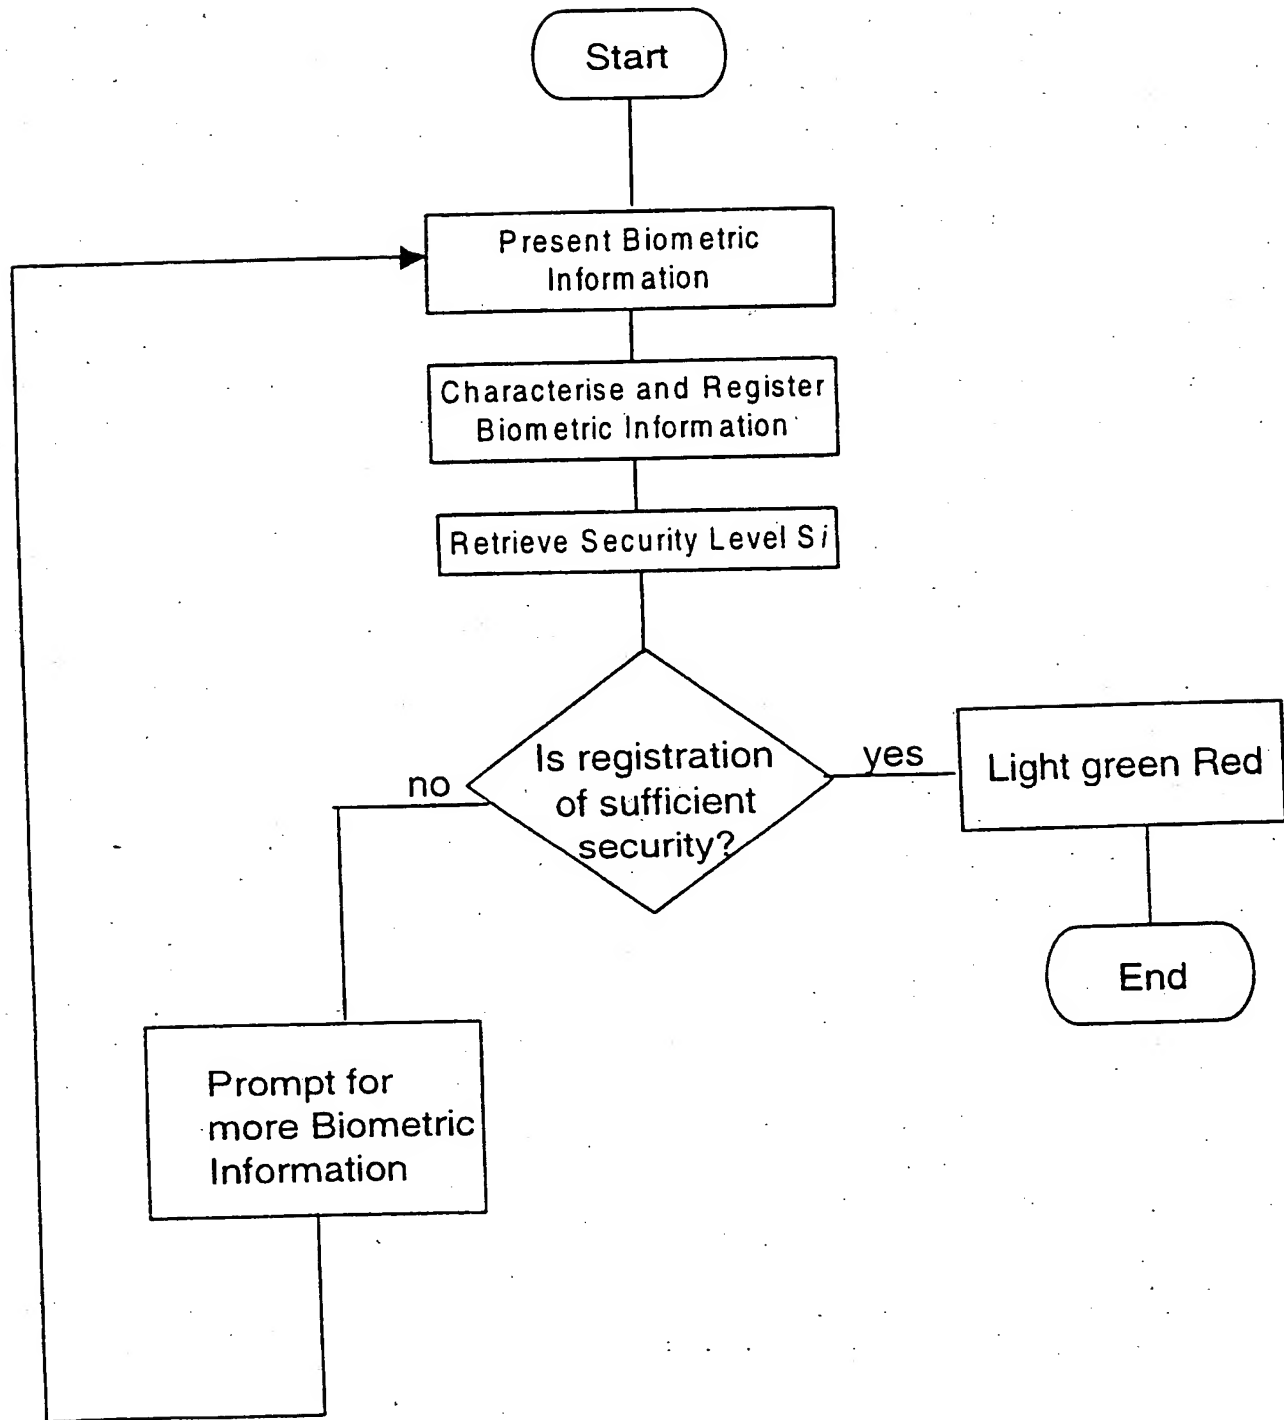 Start
Present Biometric
Information
Characterise and Register
Biometric Information
Retrieve Security Level Si
Is registration
of sufficient
security?
no
yes
Light green Red
End
Prompt for
more Biometric
Information